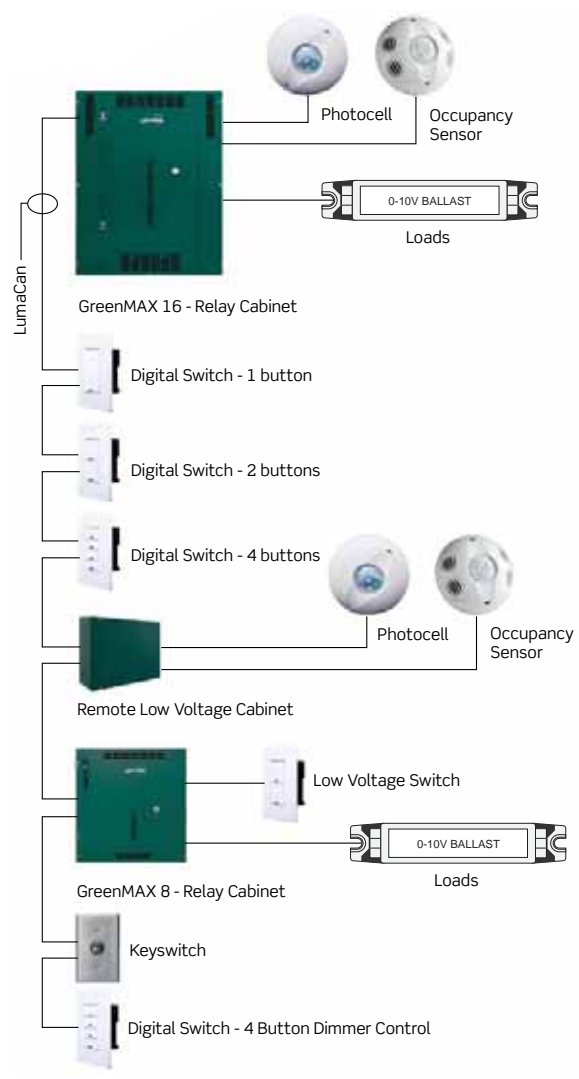 Photocell
Occupancy
Sensor
0-10V BALLAST
Loads
LumaCan
GreenMAX 16 - Relay Cabinet
Digital Switch - 1 button
Digital Switch - 2 buttons
Digital Switch - 4 buttons
Photocell
Occupancy
Sensor
Remote Low Voltage Cabinet
Low Voltage Switch
0-10V BALLAST
Loads
GreenMAX 8 - Relay Cabinet
Keyswitch
Digital Switch - 4 Button Dimmer Control